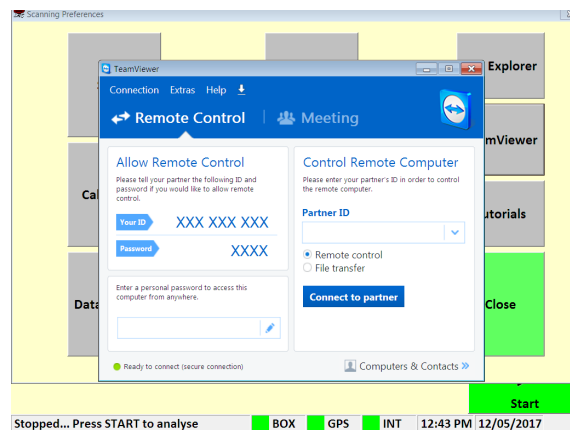 Scanning Preferences
Explorer
TeamViewer
Connection Extras Help
Remote Control
Meeting
mViewer
Allow Remote Control
Please tell your partner the following ID and
password if you would like to allow remote
control.
Your ID
XXX XXX XXX
Password
XXXX
Enter a personal password to access this
computer from anywhere.
Control Remote Computer
Please enter your partner's ID in order to control
the remote computer.
Partner ID
Remote control
File transfer
Connect to partner
Cal
utorials
Data
Close
Ready to connect (secure connection)
Computers & Contacts
Start
Stopped... Press START to analyse
BOX
GPS
INT
12:43 PM
12/05/2017